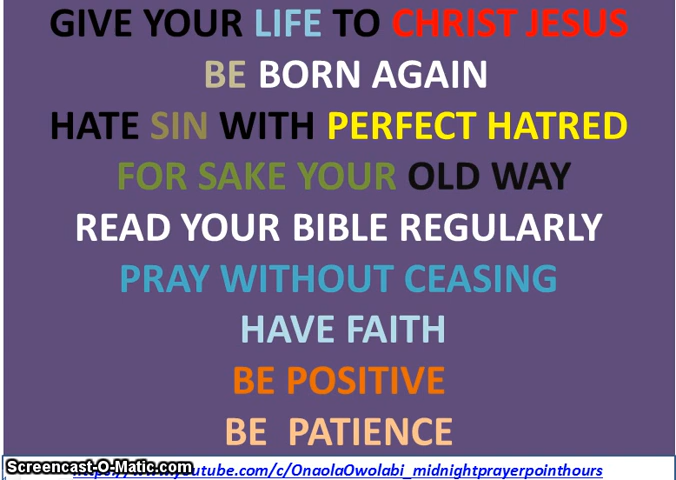 GIVE YOUR LIFE TO CHRIST JESUS
BE BORN AGAIN
HATE SIN WITH PERFECT HATRED
FOR SAKE YOUR OLD WAY
READ YOUR BIBLE REGULARLY
PRAY WITHOUT CEASING
HAVE FAITH
BE POSITIVE
BE PATIENCE
Screencast-O-Matic.com
youtube.com/c/OnaolaOwolabi_midnightprayerpointhours